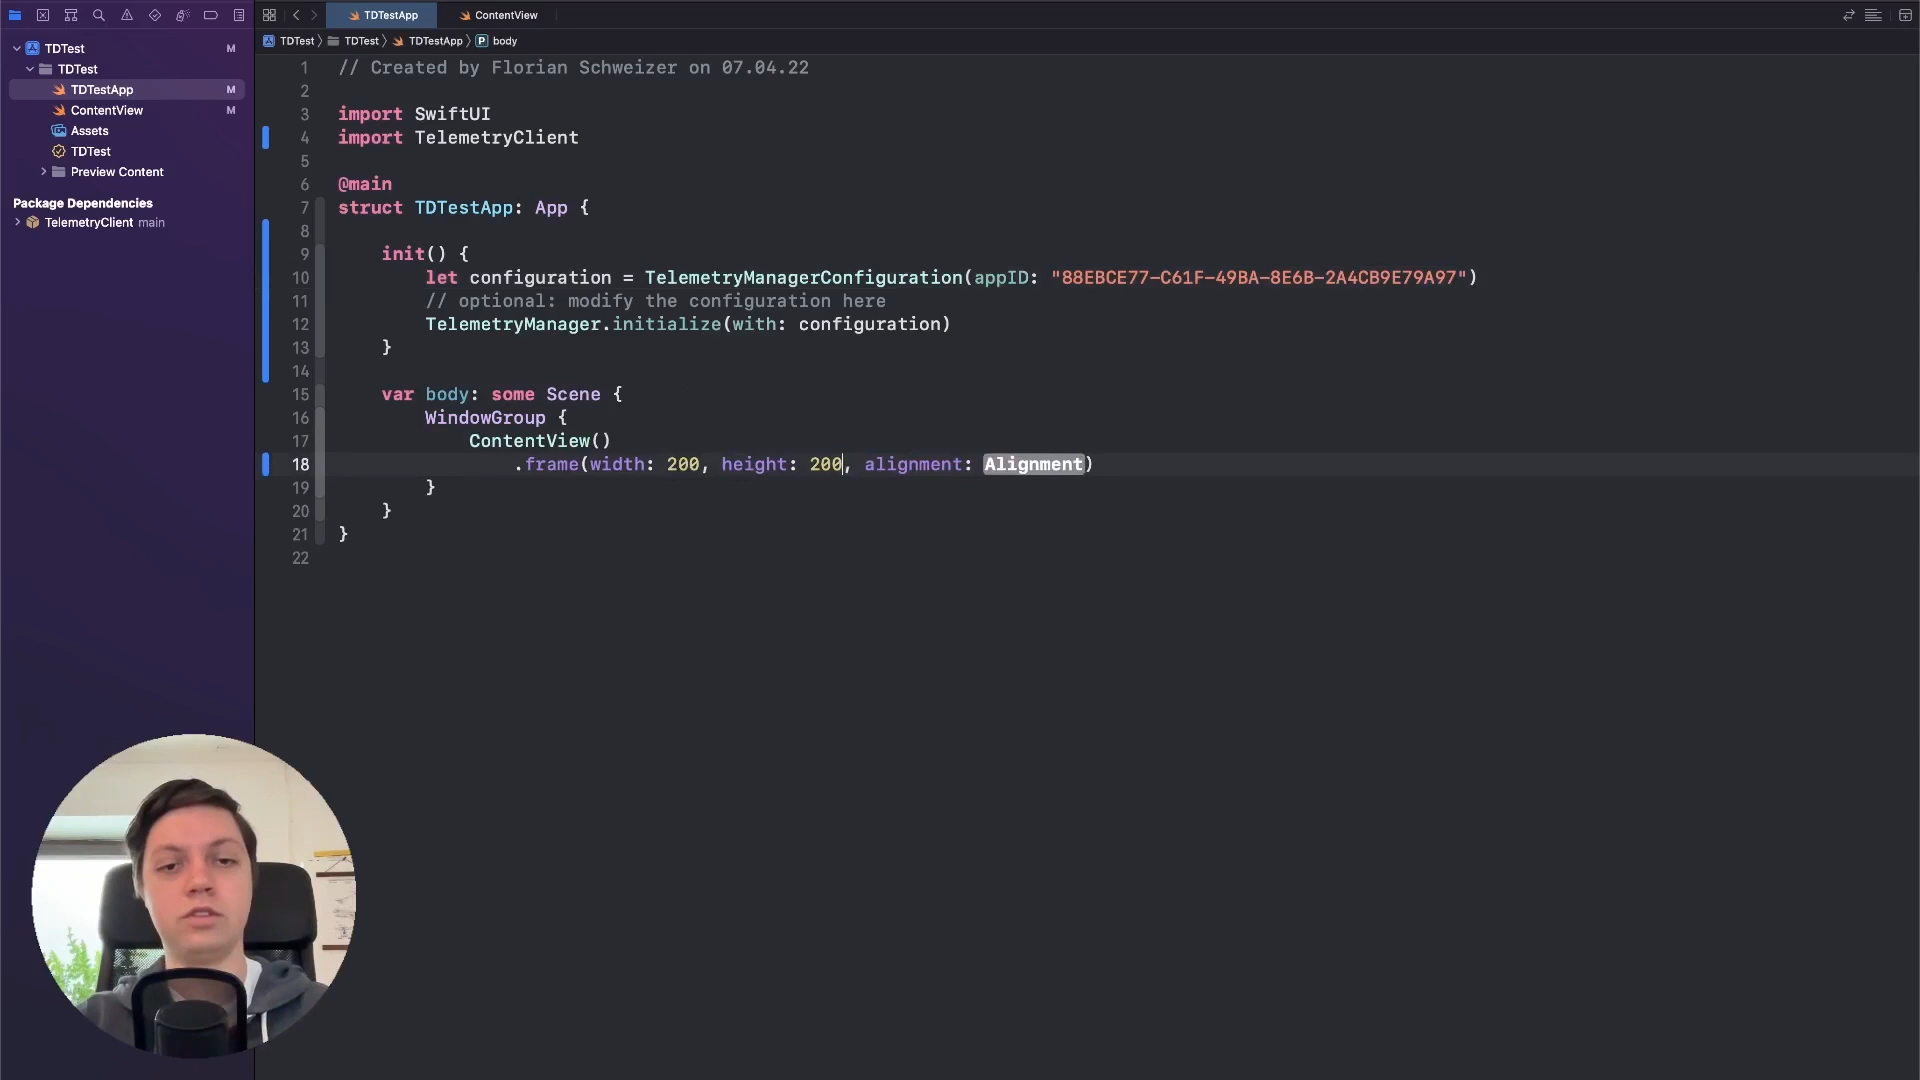 TDTestApp
ContentView
TDTest
M
TDTest
TDTest
TDTestApp
body
TDTest
TDTestApp
M
ContentView
M
Assets
TDTest
Preview Content
Package Dependencies
TelemetryClient main
1 // Created by Florian Schweizer on 07.04.22
2
3 import SwiftUI
4 import TelemetryClient
5
6 @main
7 struct TDTestApp: App {
8
9 init() {
10 let configuration = TelemetryManagerConfiguration(appID: "88EBCE77-C61F-49BA-8E6B-2A4CB9E79A97")
11 // optional: modify the configuration here
12 TelemetryManager.initialize(with: configuration)
13 }
14
15 var body: some Scene {
16 WindowGroup {
17 ContentView()
18 .frame(width: 200, height: 200, alignment: Alignment)
19 }
20 }
21 }
22